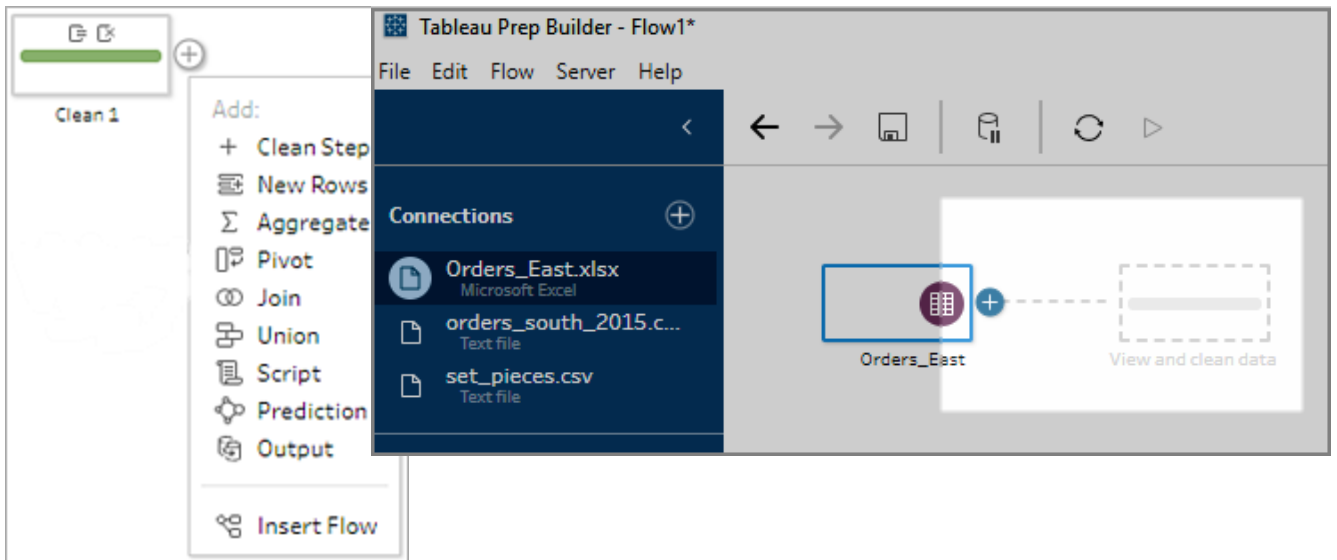 Clean 1
Add:
Clean Step
New Rows
Aggregate
Pivot
Join
Union
Script
Prediction
Output
Insert Flow
Tableau Prep Builder - Flow1*
File Edit Flow Server Help
Connections
Orders_East.xlsx
Microsoft Excel
orders_south_2015.c...
Text file
set_pieces.csv
Text file
Orders_East
View and clean data